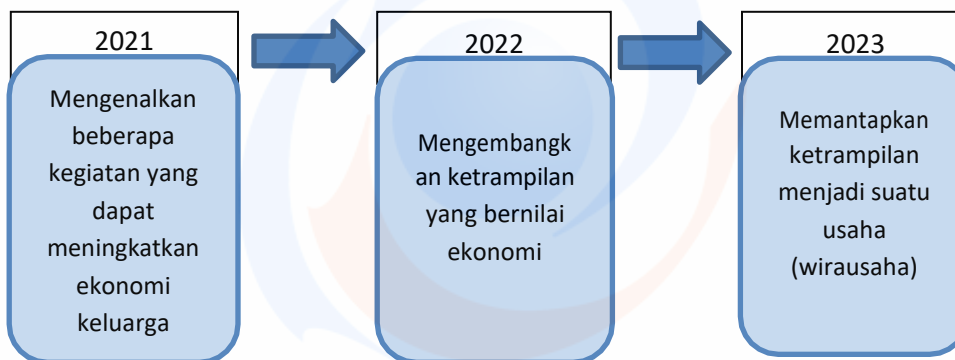 2021
Mengenalkan
beberapa
kegiatan yang
dapat
meningkatkan
ekonomi
keluarga
2022
Mengembangk
an ketrampilan
yang bernilai
ekonomi
2023
Memantapkan
ketrampilan
menjadi suatu
usaha
(wirausaha)